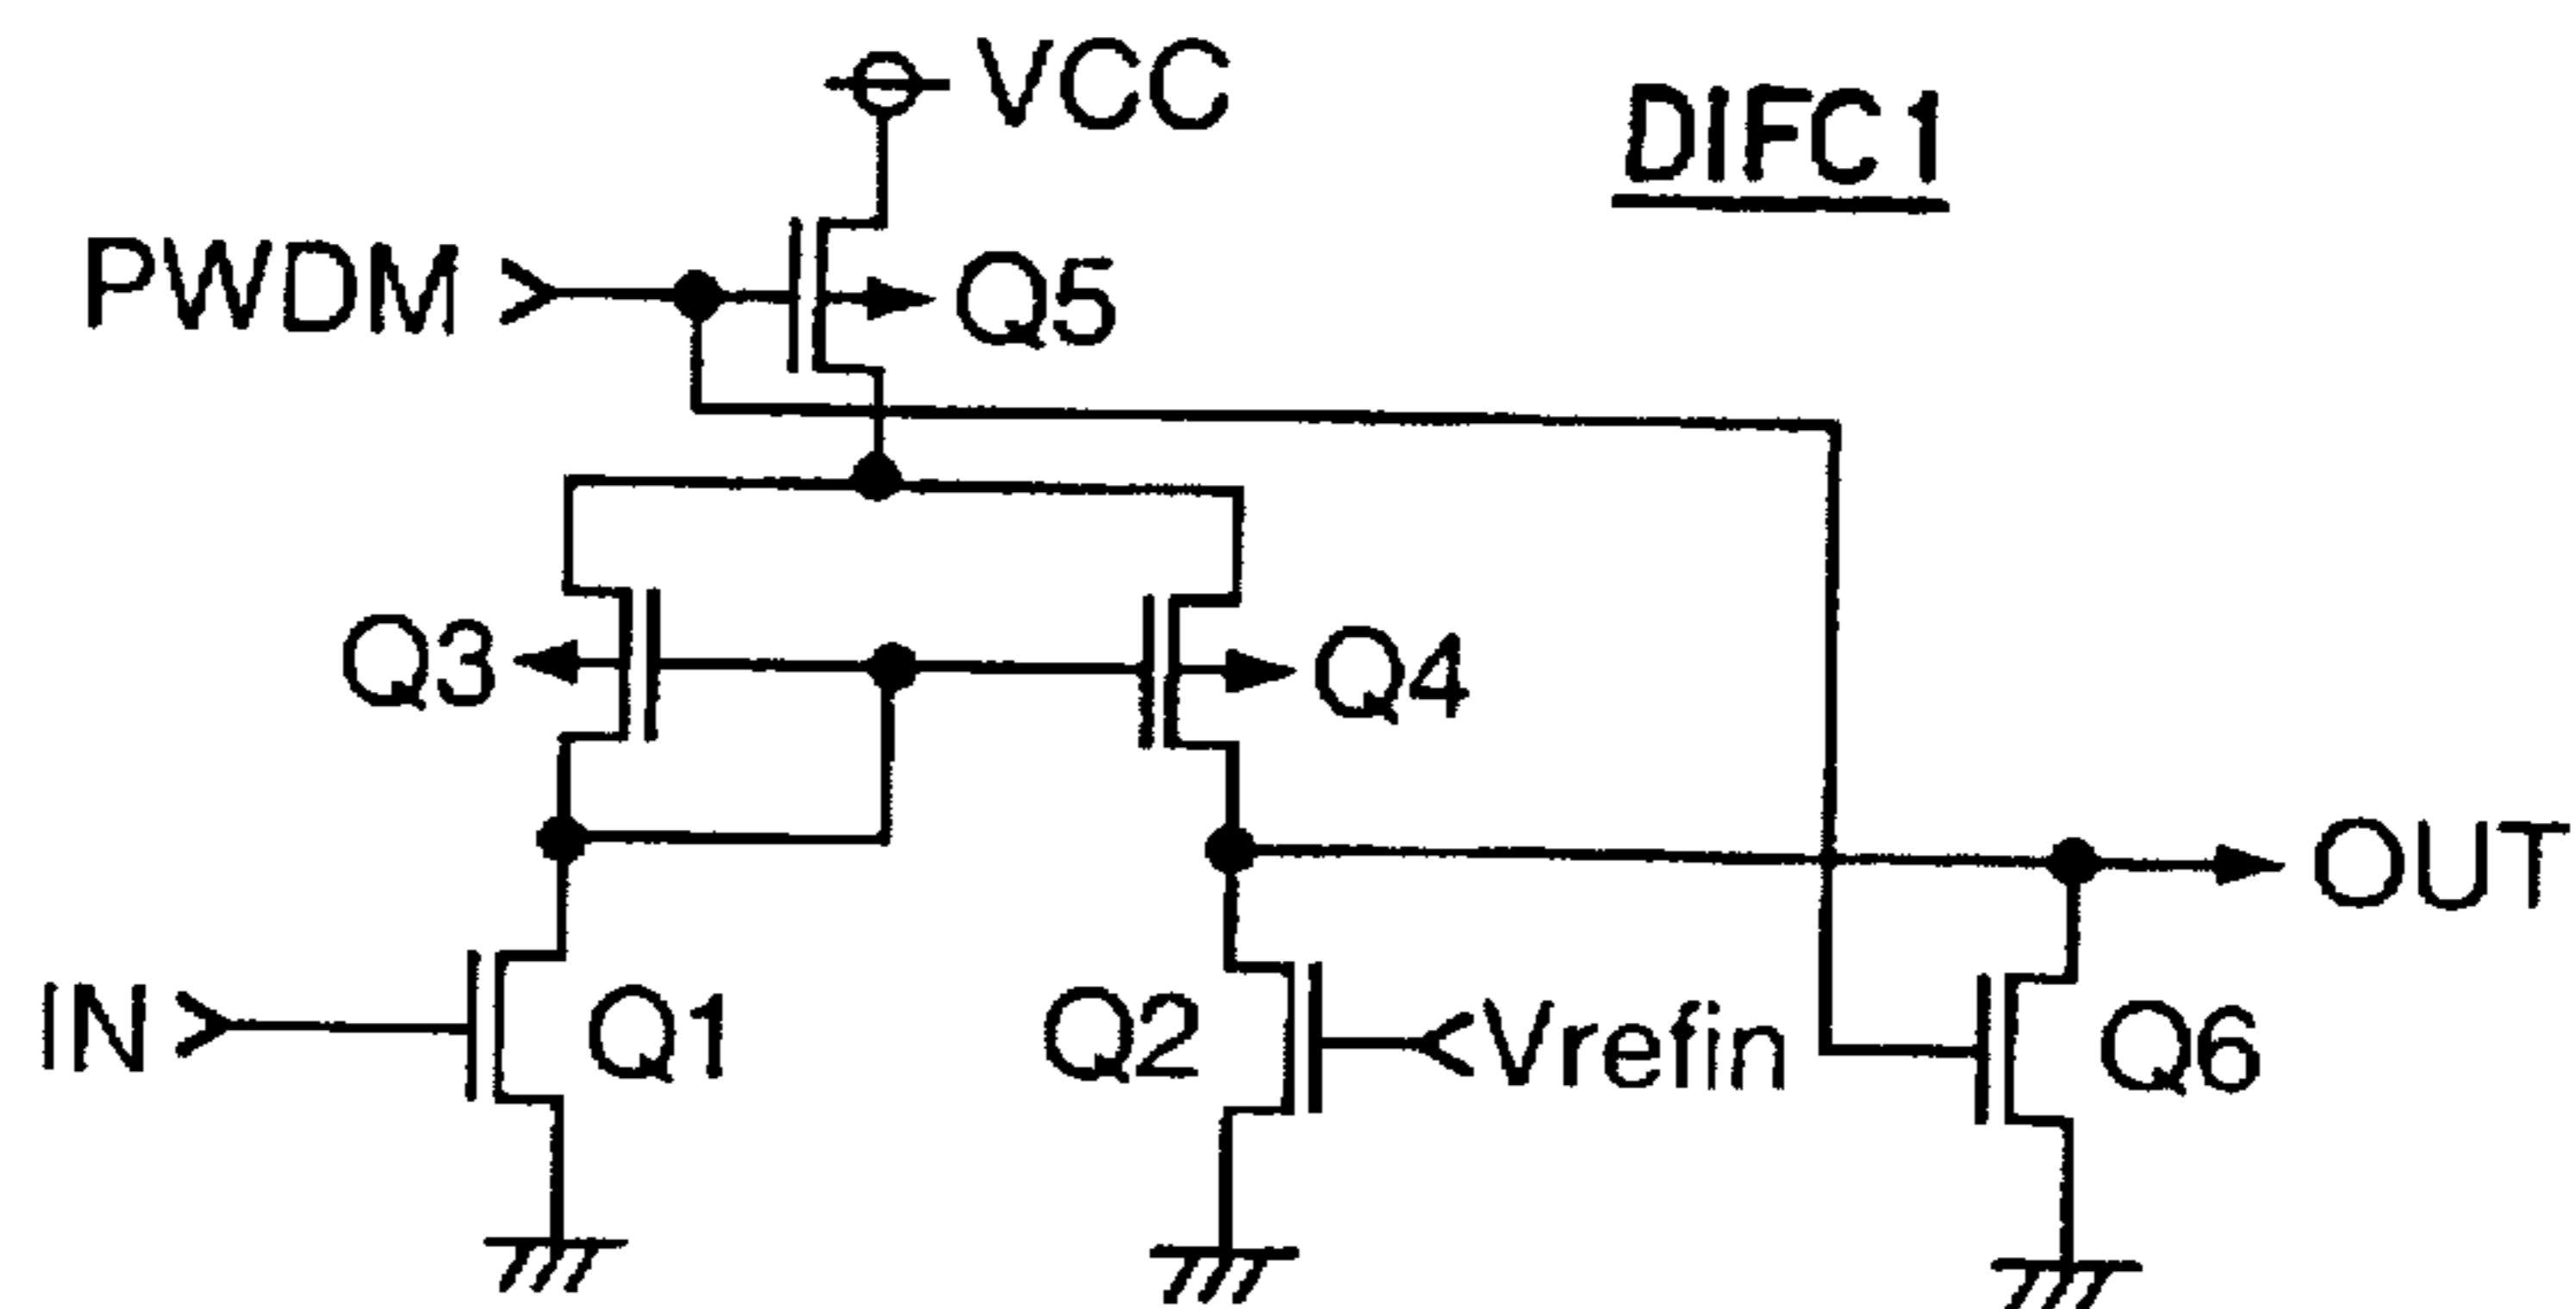 VCC
DIFC1
PWDM
Q5
Q3
Q4
OUT
IN
Q1
Q2
Vrefin
Q6